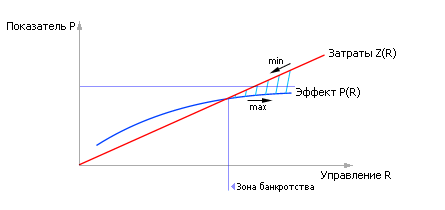 Показатель P
Затраты Z(R)
min
Эффект P(R)
max
Управление R
Зона банкротства